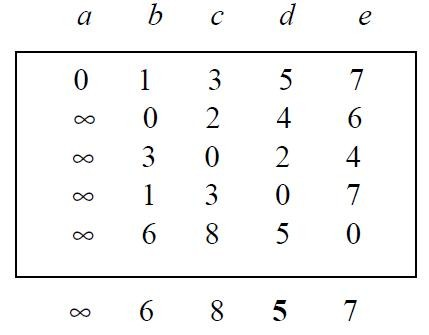 a b c d e
0 1 3 5 7
∞ 0 2 4 6
∞ 3 0 2 4
∞ 1 3 0 7
∞ 6 8 5 0
∞ 6 8 5 7